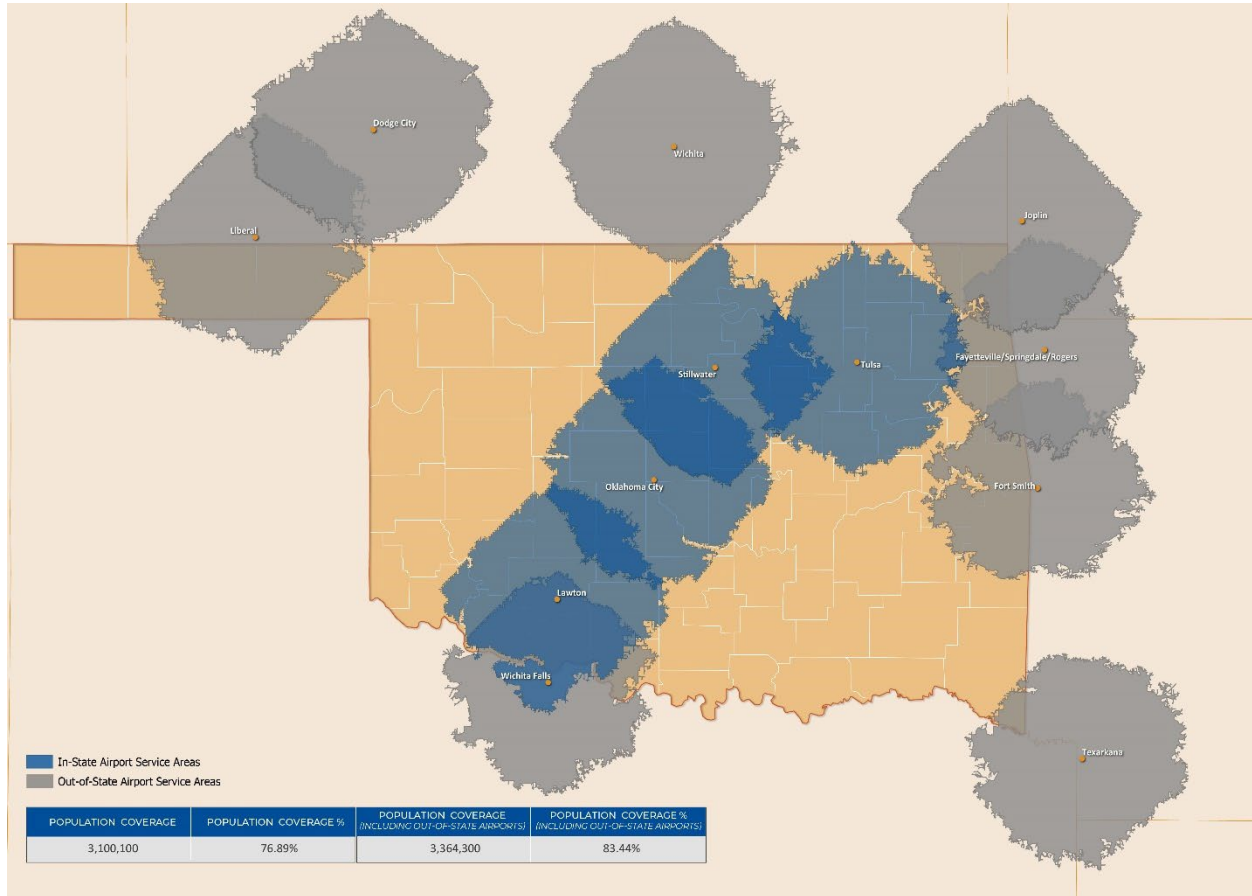 Dodge City
Wichita
Joplin
Liberal
Fayetteville/Springdale/Rogers
Tulsa
Stillwater
Oklahoma City
Fort Smith
Lawton
Wichita Falls
Texarkana
In-State Airport Service Areas
Out-of-State Airport Service Areas
POPULATION COVERAGE
POPULATION COVERAGE %
POPULATION COVERAGE
(INCLUDING OUT-OF-STATE AIRPORTS)
POPULATION COVERAGE %
(INCLUDING OUT-OF-STATE AIRPORTS)
3,100,100
76.89%
3,364,300
83.44%